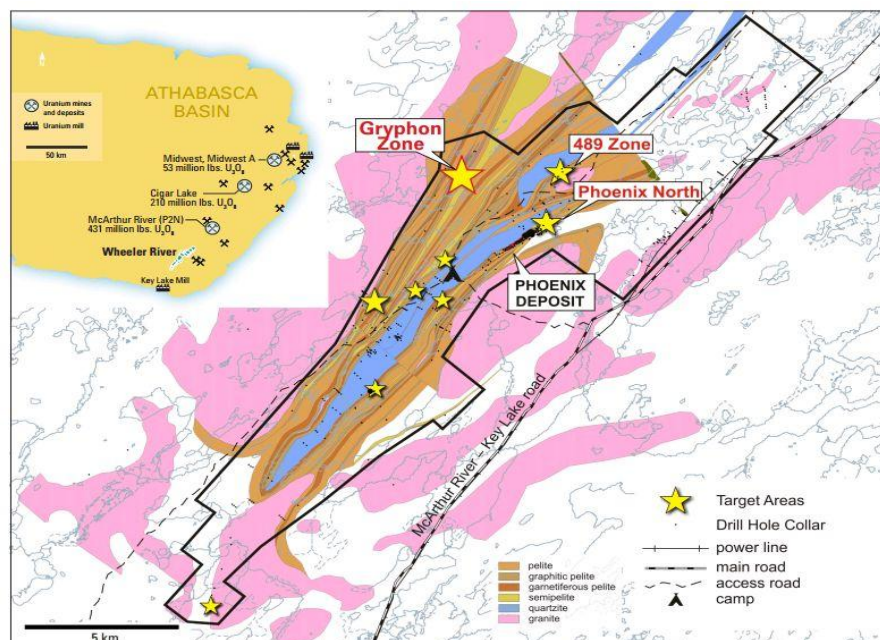 ATHABASCA
BASIN
Uranium mines
and deposits
Uranium mill
50 km
Midwest, Midwest A
53 million lbs. U₃O₈
Cigar Lake
210 million lbs. U₃O₈
McArthur River (P2N)
431 million lbs. U₃O₈
Wheeler River
Key Lake Mill
Gryphon
Zone
489 Zone
Phoenix North
PHOENIX
DEPOSIT
McArthur River – Key Lake road
Target Areas
Drill Hole Collar
power line
main road
access road
camp
pelite
graphitic pelite
garnetiferous pelite
semipelite
quartzite
granite
5 km